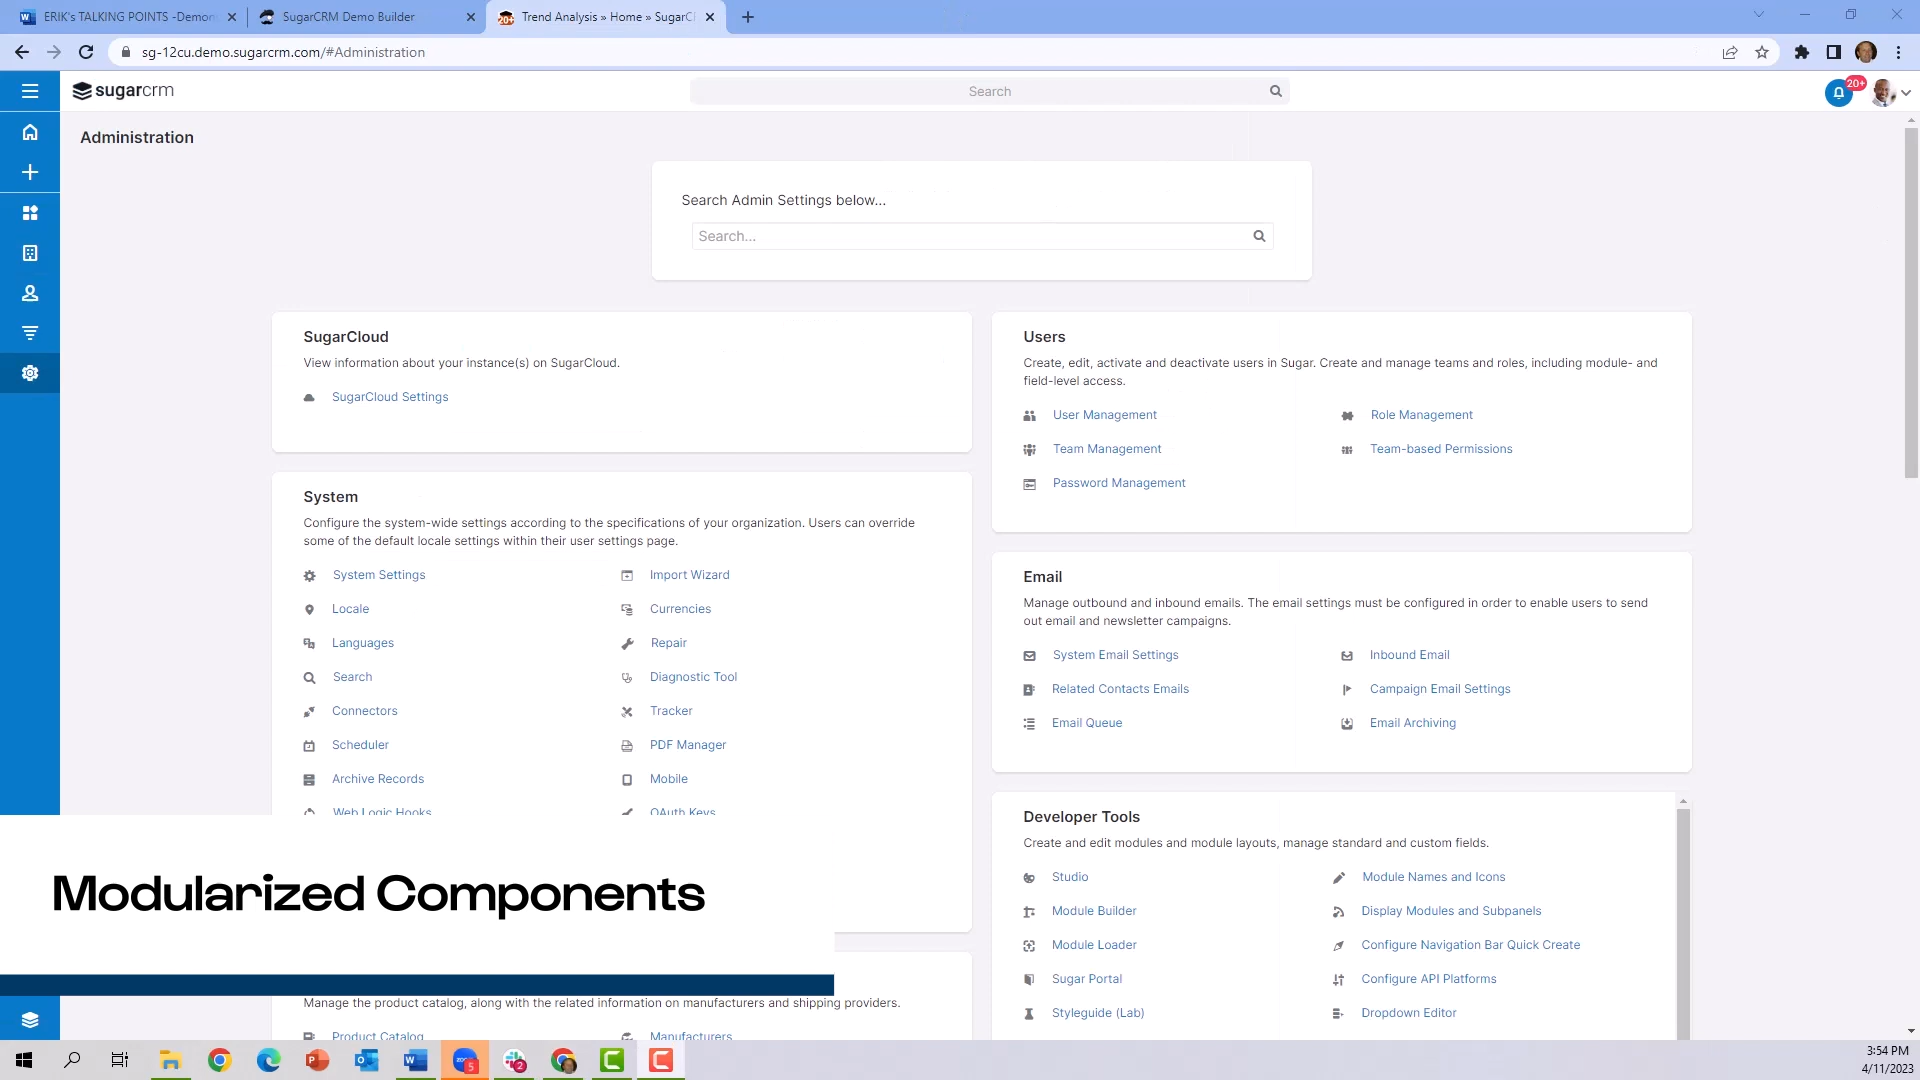 ERIK's TALKING POINTS -Demon
SugarCRM Demo Builder
Trend Analysis » Home » SugarC
sg-12cu.demo.sugarcrm.com/#Administration
sugarcrm
Search
20+
Administration
Search Admin Settings below...
Search...
SugarCloud
View information about your instance(s) on SugarCloud.
SugarCloud Settings
System
Configure the system-wide settings according to the specifications of your organization. Users can override
some of the default locale settings within their user settings page.
System Settings
Import Wizard
Locale
Currencies
Languages
Repair
Search
Diagnostic Tool
Connectors
Tracker
Scheduler
PDF Manager
Archive Records
Mobile
Web Logic Hooks
OAuth Keys
Manage the product catalog, along with the related information on manufacturers and shipping providers.
Product Catalog
Manufacturers
Users
Create, edit, activate and deactivate users in Sugar. Create and manage teams and roles, including module- and
field-level access.
User Management
Role Management
Team Management
Team-based Permissions
Password Management
Email
Manage outbound and inbound emails. The email settings must be configured in order to enable users to send
out email and newsletter campaigns.
System Email Settings
Inbound Email
Related Contacts Emails
Campaign Email Settings
Email Queue
Email Archiving
Developer Tools
Create and edit modules and module layouts, manage standard and custom fields.
Studio
Module Names and Icons
Module Builder
Display Modules and Subpanels
Module Loader
Configure Navigation Bar Quick Create
Sugar Portal
Configure API Platforms
Styleguide (Lab)
Dropdown Editor
Modularized Components
3:54 PM
4/11/2023